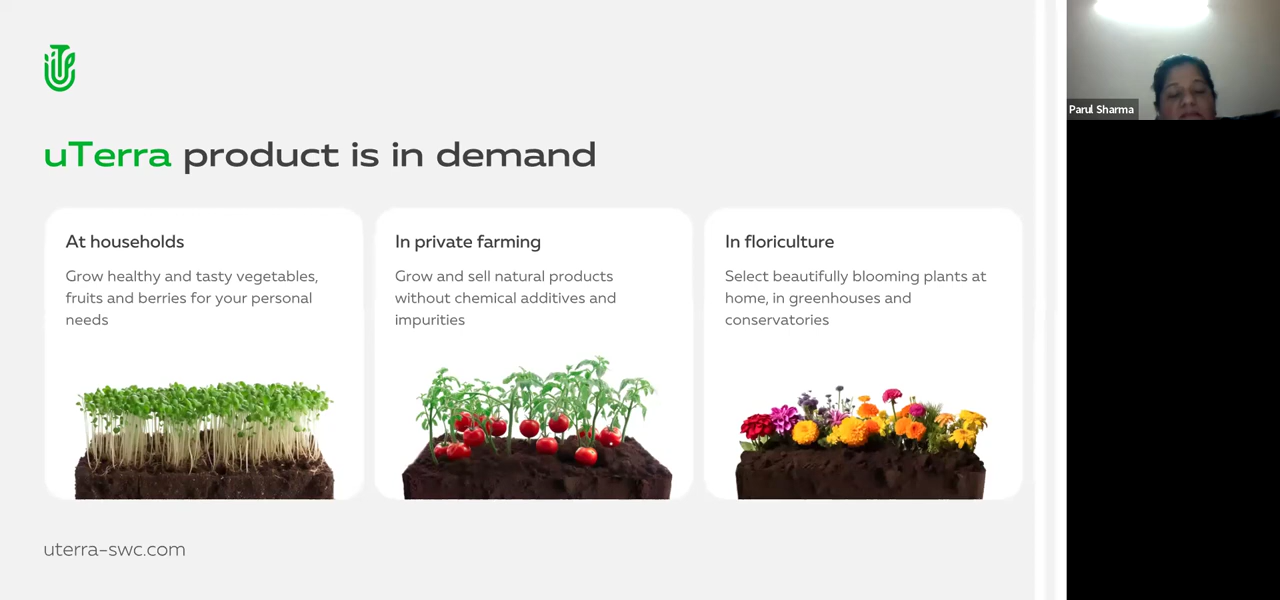 uTerra product is in demand
At households
Grow healthy and tasty vegetables,
fruits and berries for your personal
needs
In private farming
Grow and sell natural products
without chemical additives and
impurities
In floriculture
Select beautifully blooming plants at
home, in greenhouses and
conservatories
uterra-swc.com
Parul Sharma